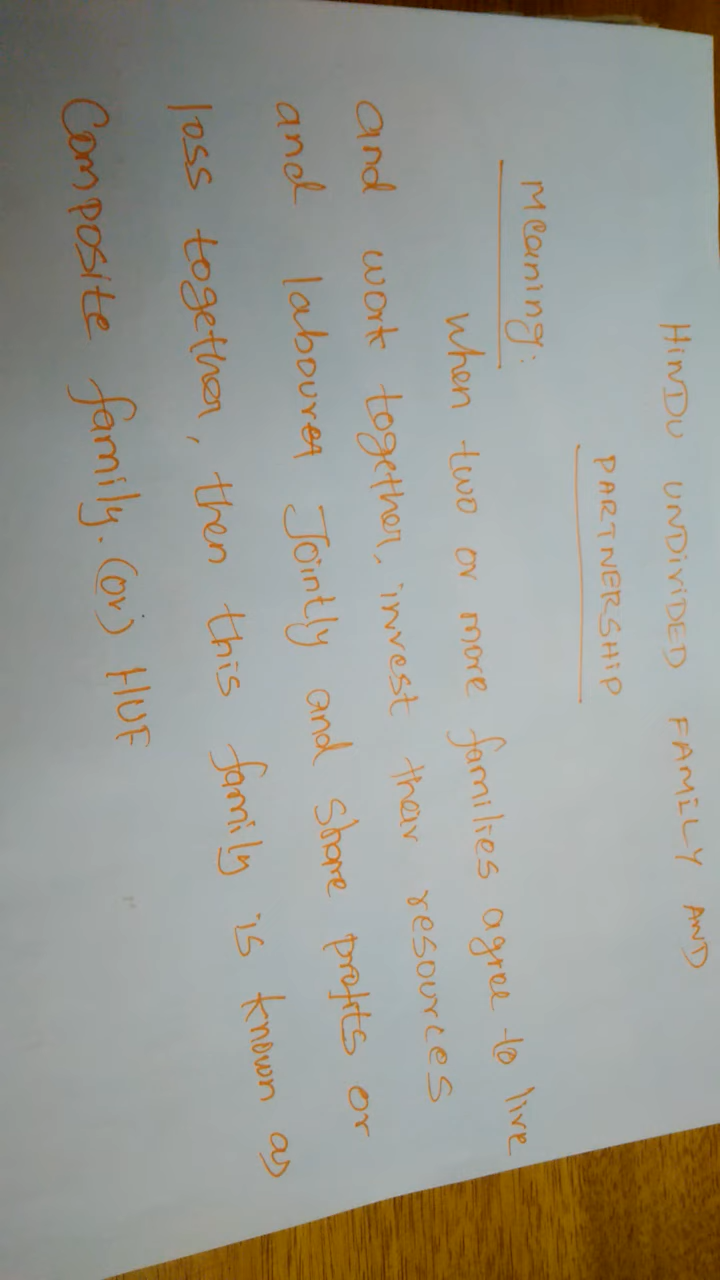 HINDU UNDIVIDED FAMILY AND
PARTNERSHIP
Meaning:
When two or more families agree to live
and work together, invest their resources
and labour Jointly and share profits or
loss together, then this family is known as
Composite family. (or) HUF